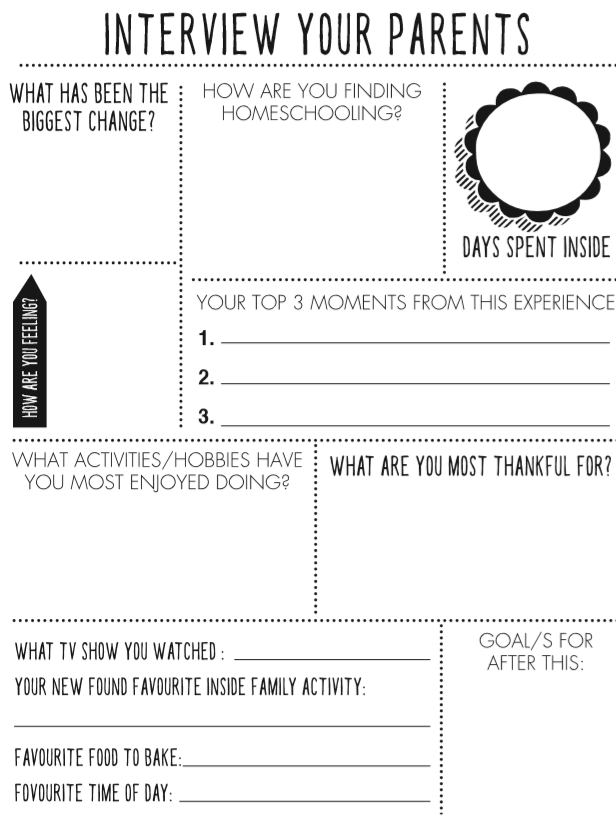 INTERVIEW YOUR PARENTS
WHAT HAS BEEN THE
BIGGEST CHANGE?
HOW ARE YOU FINDING
HOMESCHOOLING?
DAYS SPENT INSIDE
HOW ARE YOU FEELING?
YOUR TOP 3 MOMENTS FROM THIS EXPERIENCE
1.
2.
3.
WHAT ACTIVITIES/HOBBIES HAVE
YOU MOST ENJOYED DOING?
WHAT ARE YOU MOST THANKFUL FOR?
WHAT TV SHOW YOU WATCHED :
YOUR NEW FOUND FAVOURITE INSIDE FAMILY ACTIVITY:
FAVOURITE FOOD TO BAKE:
FOVOURITE TIME OF DAY:
GOAL/S FOR
AFTER THIS: